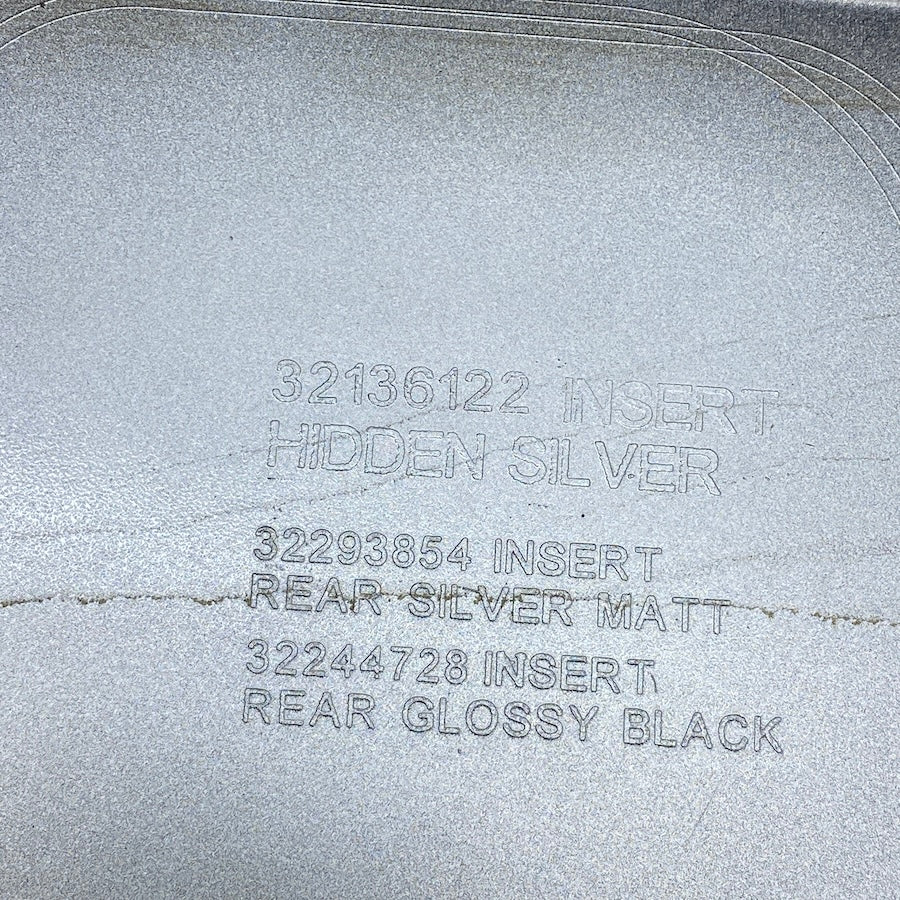 32136122 INSERT
HIDDEN SILVER
32293854 INSERT
REAR SILVER MATT
32244728 INSERT
REAR GLOSSY BLACK